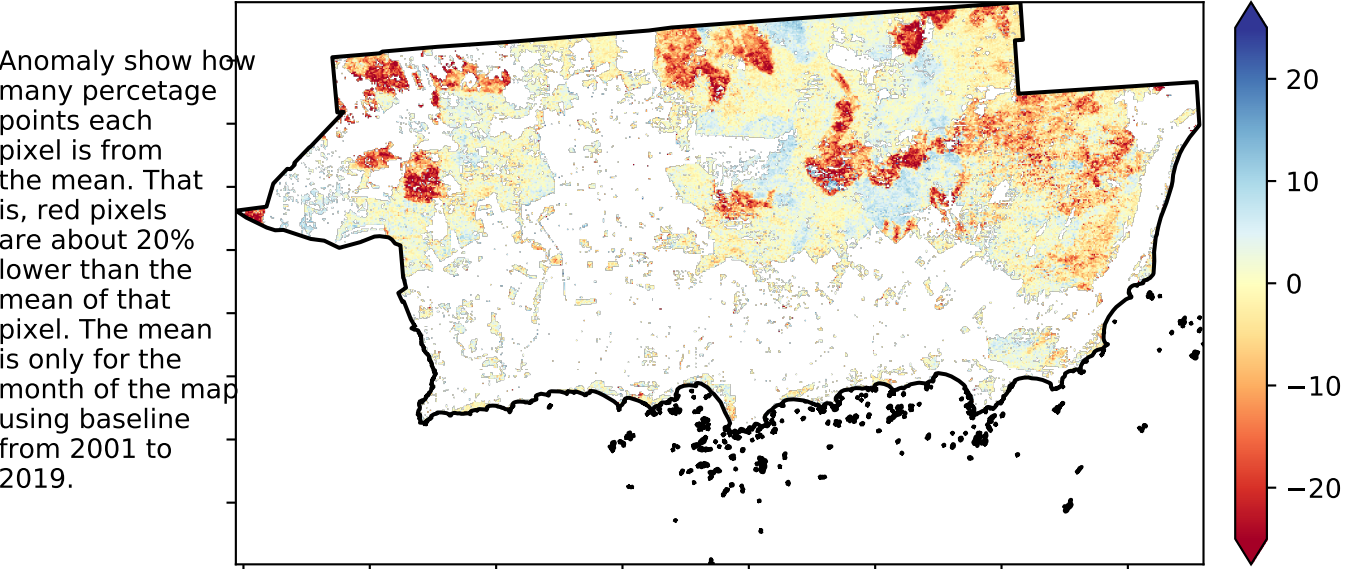 Anomaly show how
many percetage
points each
pixel is from
the mean. That
is, red pixels
are about 20%
lower than the
mean of that
pixel. The mean
is only for the
month of the map
using baseline
from 2001 to
2019.
20
10
0
−10
−20